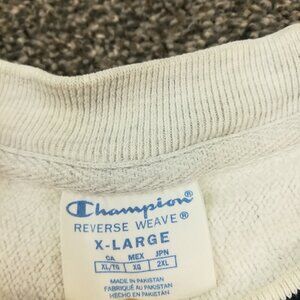 Champion®
REVERSE WEAVE®
X-LARGE
CA MEX JPN
XL/TG XG 2XL
MADE IN PAKISTAN
FABRIQUÉ AU PAKISTAN
HECHO EN PAKISTÁN